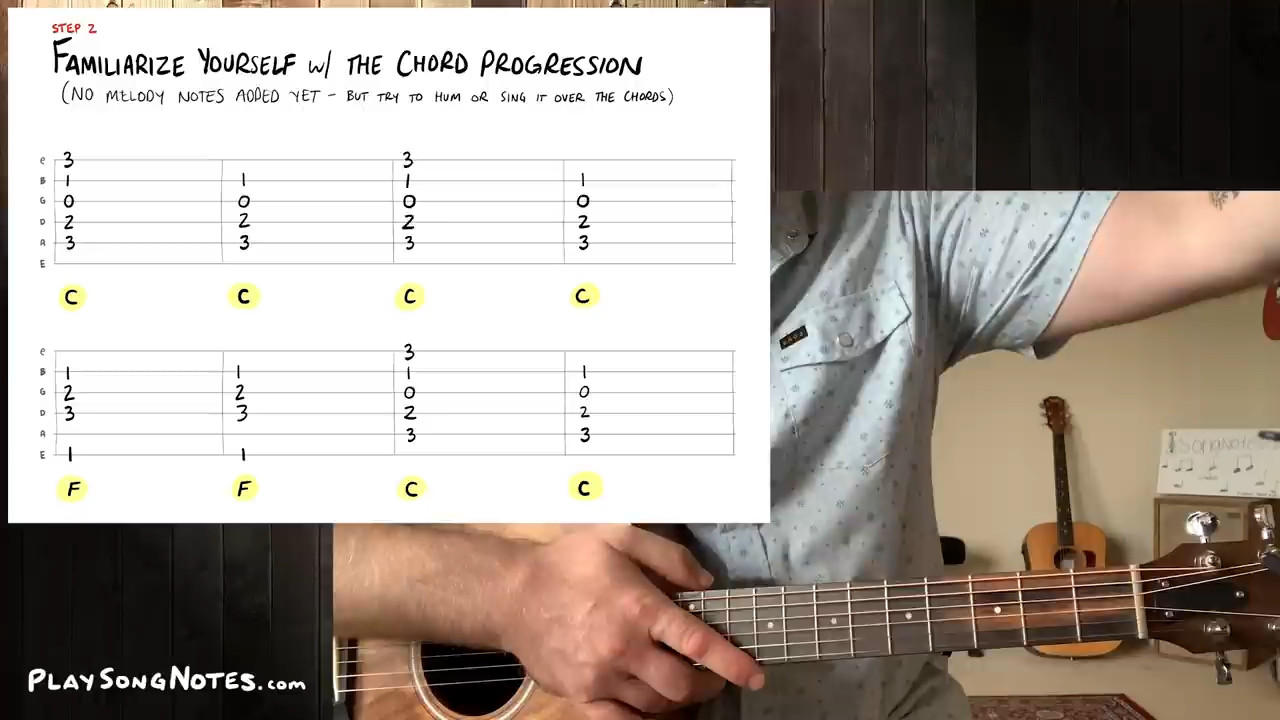 STEP 2
FAMILIARIZE YOURSELF W/ THE CHORD PROGRESSION
(NO MELODY NOTES ADDED YET - BUT TRY TO HUM OR SING IT OVER THE CHORDS)
e 3 3
B 1 1 1 1
G 0 0 0 0
D 2 2 2 2
A 3 3 3 3
E
C C C C
e 3
B 1 1 1 1
G 2 2 0 0
D 3 3 2 2
A 3 3
E 1 1
F F C C
SONGNOTES
PLAYSONGNOTES.com